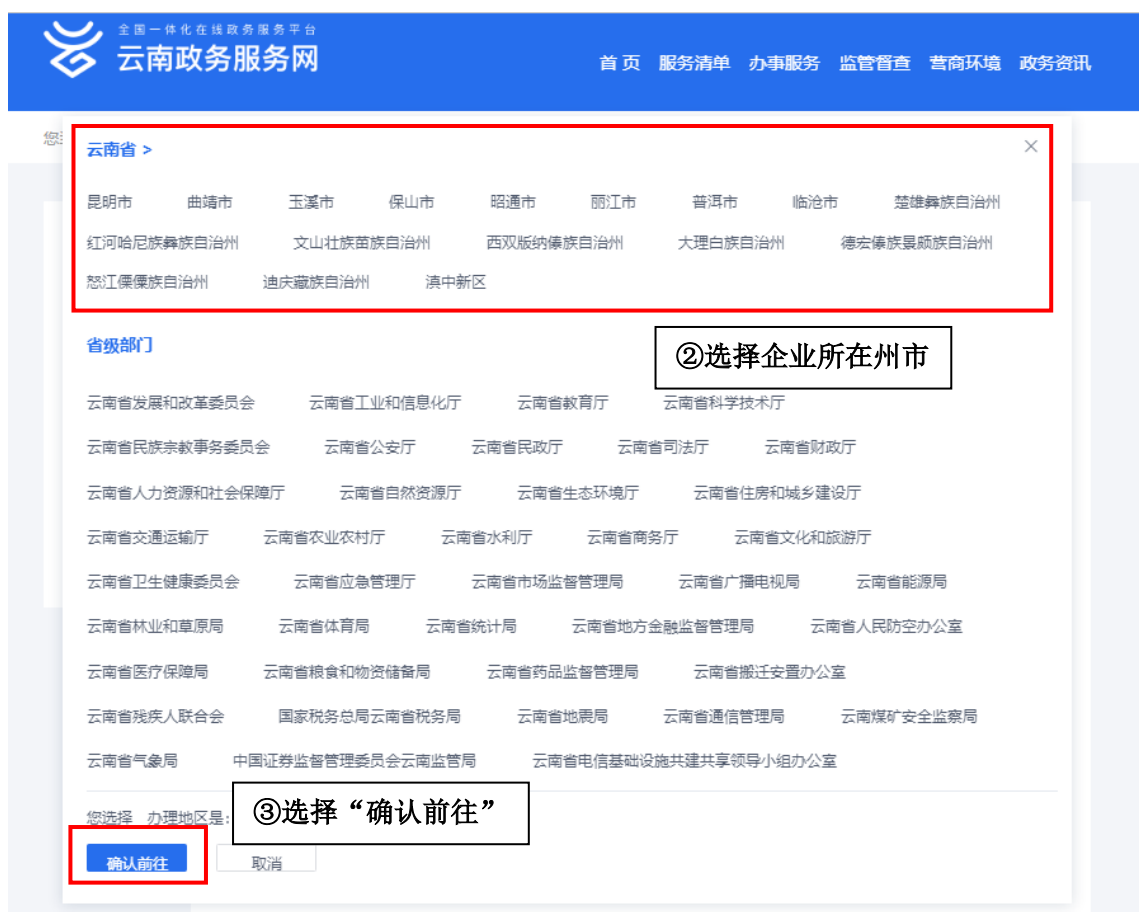 全国一体化在线政务服务平台
云南政务服务网
首页 服务清单 办事服务 监管督查 营商环境 政务资讯
您
云南省 >
昆明市 曲靖市 玉溪市 保山市 昭通市 丽江市 普洱市 临沧市 楚雄彝族自治州
红河哈尼族彝族自治州 文山壮族苗族自治州 西双版纳傣族自治州 大理白族自治州 德宏傣族景颇族自治州
怒江傈僳族自治州 迪庆藏族自治州 滇中新区
省级部门
②选择企业所在州市
云南省发展和改革委员会 云南省工业和信息化厅 云南省教育厅 云南省科学技术厅
云南省民族宗教事务委员会 云南省公安厅 云南省民政厅 云南省司法厅 云南省财政厅
云南省人力资源和社会保障厅 云南省自然资源厅 云南省生态环境厅 云南省住房和城乡建设厅
云南省交通运输厅 云南省农业农村厅 云南省水利厅 云南省商务厅 云南省文化和旅游厅
云南省卫生健康委员会 云南省应急管理厅 云南省市场监督管理局 云南省广播电视局 云南省能源局
云南省林业和草原局 云南省体育局 云南省统计局 云南省地方金融监督管理局 云南省人民防空办公室
云南省医疗保障局 云南省粮食和物资储备局 云南省药品监督管理局 云南省搬迁安置办公室
云南省残疾人联合会 国家税务总局云南省税务局 云南省地震局 云南省通信管理局 云南煤矿安全监察局
云南省气象局 中国证券监督管理委员会云南监管局 云南省电信基础设施共建共享领导小组办公室
您选择 办理地区是:
③选择“确认前往”
确认前往 取消